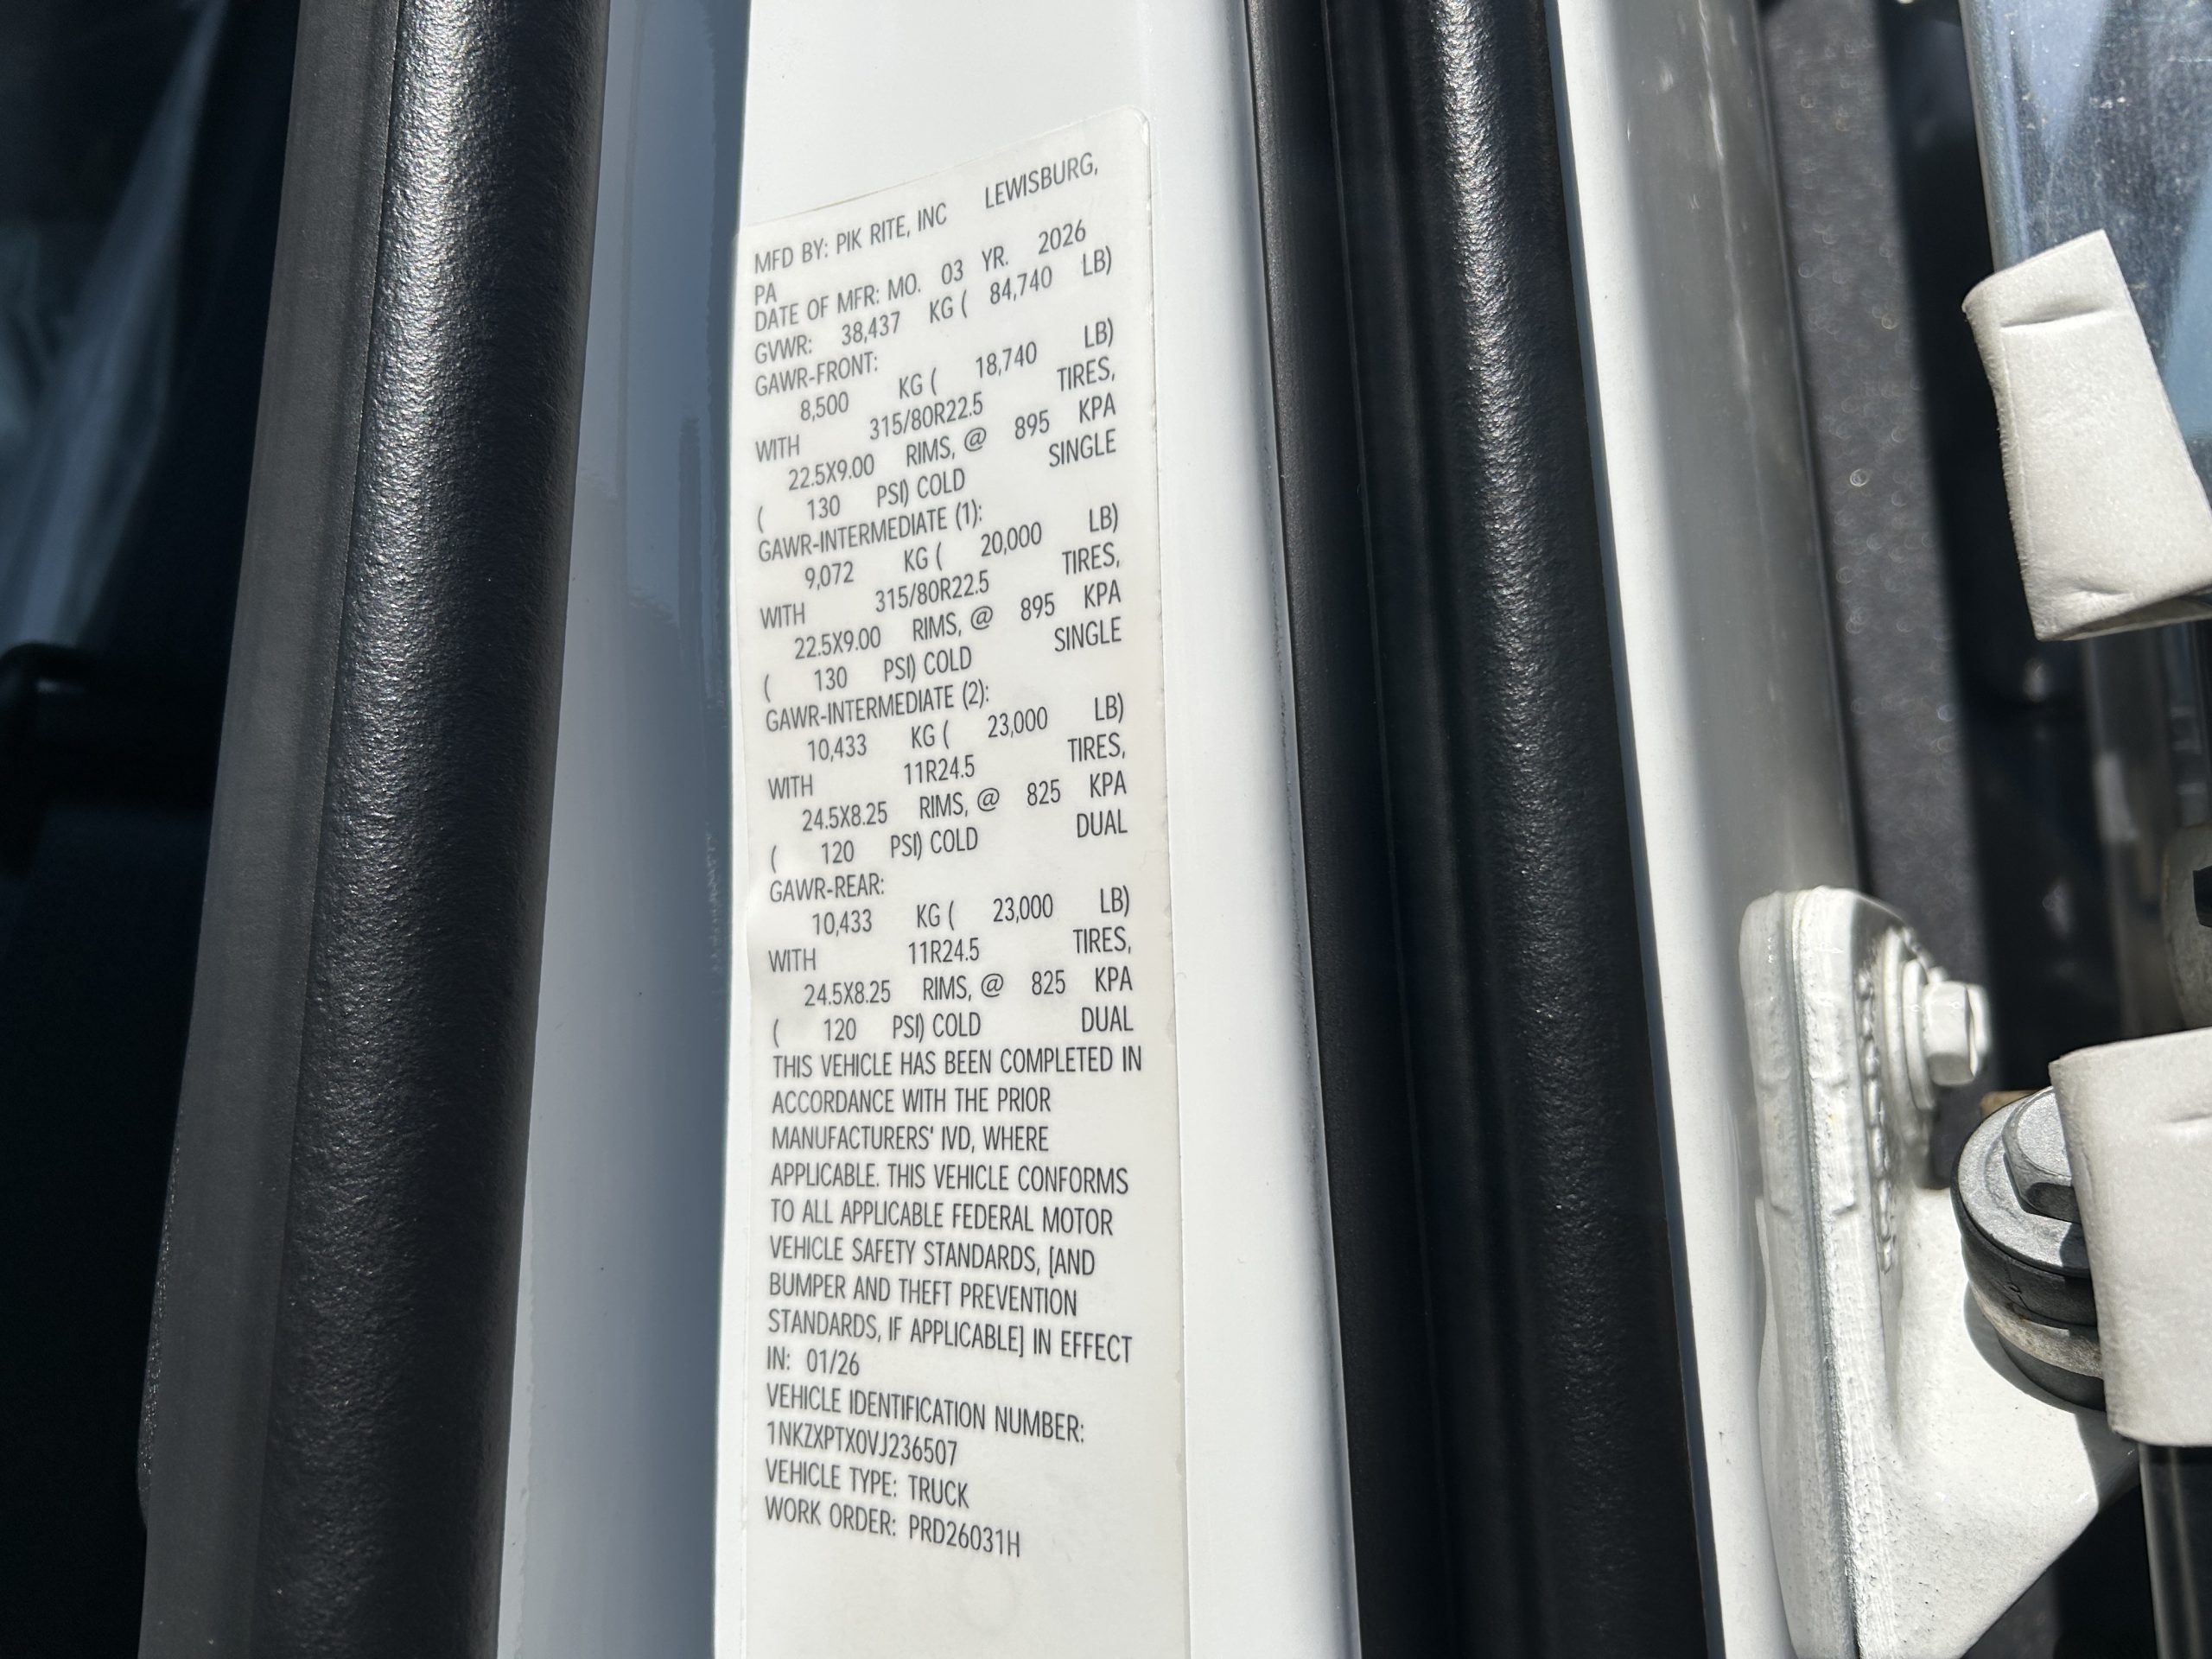 MFD BY: PIK RITE, INC LEWISBURG,
PA
DATE OF MFR: MO. 03 YR. 2026
GVWR: 38,437 KG ( 84,740 LB)
GAWR-FRONT:
8,500 KG ( 18,740 LB)
WITH 315/80R22.5 TIRES,
22.5X9.00 RIMS, @ 895 KPA
( 130 PSI) COLD SINGLE
GAWR-INTERMEDIATE (1):
9,072 KG ( 20,000 LB)
WITH 315/80R22.5 TIRES,
22.5X9.00 RIMS, @ 895 KPA
( 130 PSI) COLD SINGLE
GAWR-INTERMEDIATE (2):
10,433 KG ( 23,000 LB)
WITH 11R24.5 TIRES,
24.5X8.25 RIMS, @ 825 KPA
( 120 PSI) COLD DUAL
GAWR-REAR:
10,433 KG ( 23,000 LB)
WITH 11R24.5 TIRES,
24.5X8.25 RIMS, @ 825 KPA
( 120 PSI) COLD DUAL
THIS VEHICLE HAS BEEN COMPLETED IN
ACCORDANCE WITH THE PRIOR
MANUFACTURERS' IVD, WHERE
APPLICABLE. THIS VEHICLE CONFORMS
TO ALL APPLICABLE FEDERAL MOTOR
VEHICLE SAFETY STANDARDS, [AND
BUMPER AND THEFT PREVENTION
STANDARDS, IF APPLICABLE] IN EFFECT
IN: 01/26
VEHICLE IDENTIFICATION NUMBER:
1NKZXPTX0VJ236507
VEHICLE TYPE: TRUCK
WORK ORDER: PRD26031H